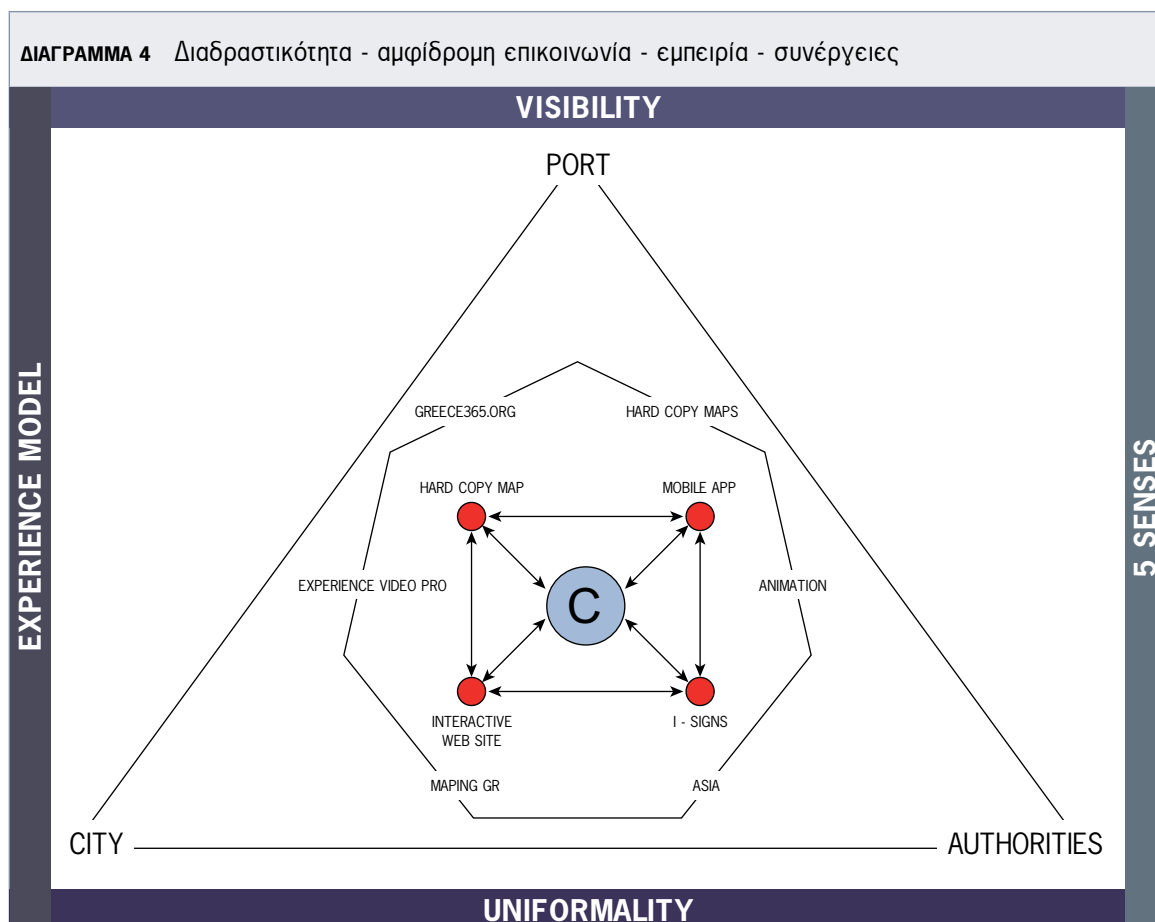 ΔΙΑΓΡΑΜΜΑ 4 Διαδραστικότητα - αμφίδρομη επικοινωνία - εμπειρία - συνέργειες
VISIBILITY
PORT
EXPERIENCE MODEL
5 SENSES
GREECE365.ORG
HARD COPY MAPS
HARD COPY MAP
MOBILE APP
EXPERIENCE VIDEO PRO
C
ANIMATION
INTERACTIVE
WEB SITE
I - SIGNS
MAPING GR
ASIA
CITY
AUTHORITIES
UNIFORMALITY